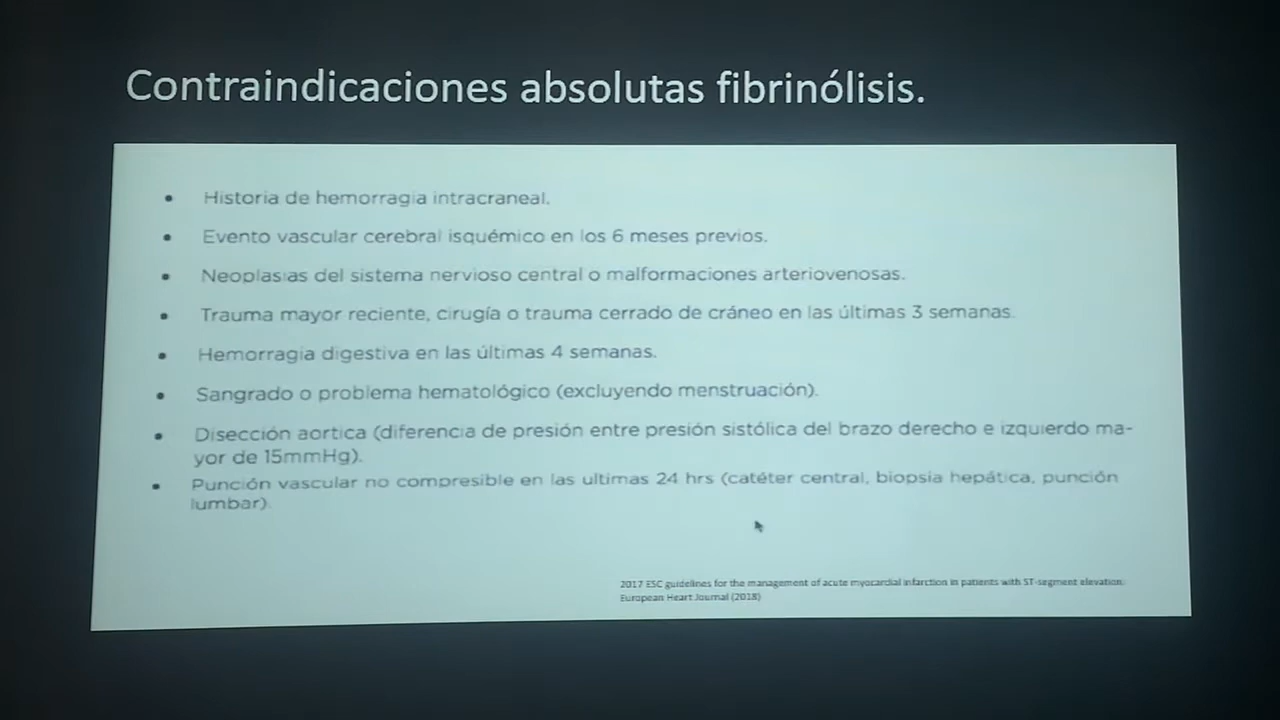 Contraindicaciones absolutas fibrinólisis.
• Historia de hemorragia intracraneal.
• Evento vascular cerebral isquémico en los 6 meses previos.
• Neoplasias del sistema nervioso central o malformaciones arteriovenosas.
• Trauma mayor reciente, cirugía o trauma cerrado de cráneo en las últimas 3 semanas.
• Hemorragia digestiva en las últimas 4 semanas.
• Sangrado o problema hematológico (excluyendo menstruación).
• Disección aortica (diferencia de presión entre presión sistólica del brazo derecho e izquierdo ma-
yor de 15mmHg).
• Punción vascular no compresible en las ultimas 24 hrs (catéter central, biopsia hepática, punción
lumbar).
2017 ESC guidelines for the management of acute myocardial infarction in patients with ST-segment elevation.
European Heart Journal (2018)